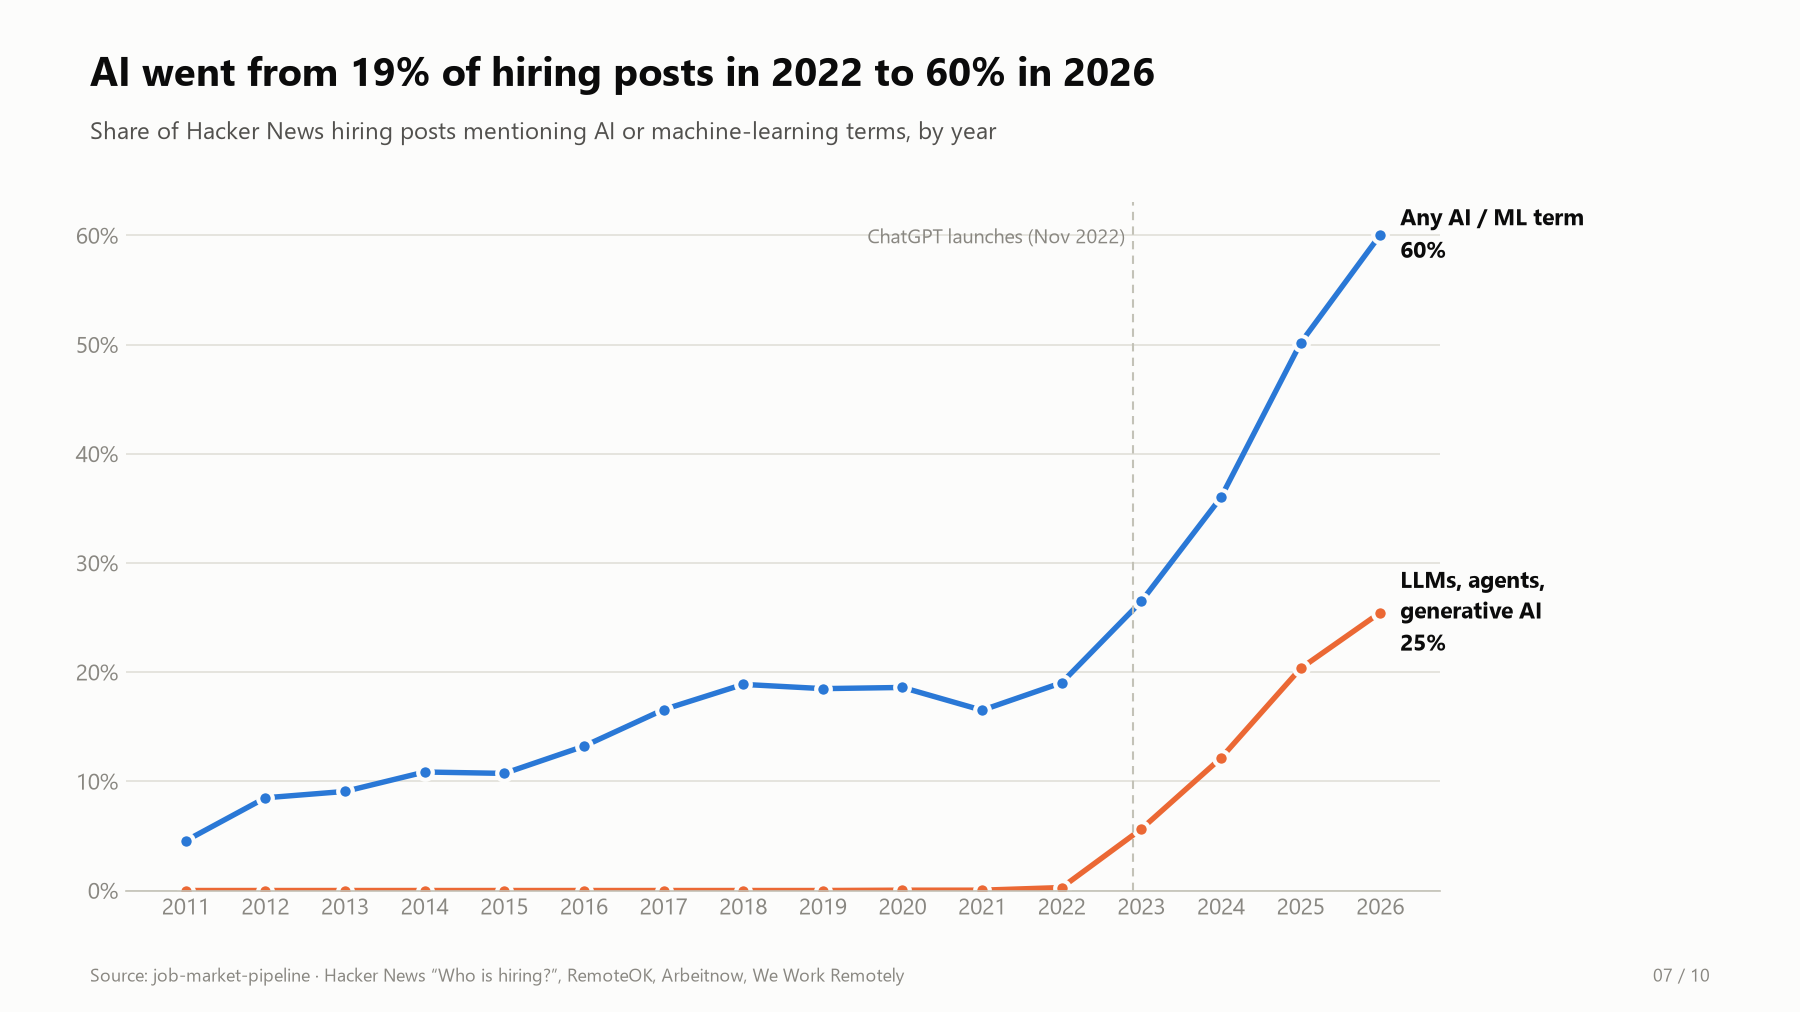 AI went from 19% of hiring posts in 2022 to 60% in 2026
Share of Hacker News hiring posts mentioning AI or machine-learning terms, by year
Any AI / ML term
60%
ChatGPT launches (Nov 2022)
60%
50%
40%
30%
20%
10%
0%
LLMs, agents,
generative AI
25%
2011 2012 2013 2014 2015 2016 2017 2018 2019 2020 2021 2022 2023 2024 2025 2026
Source: job-market-pipeline · Hacker News “Who is hiring?”, RemoteOK, Arbeitnow, We Work Remotely
07 / 10